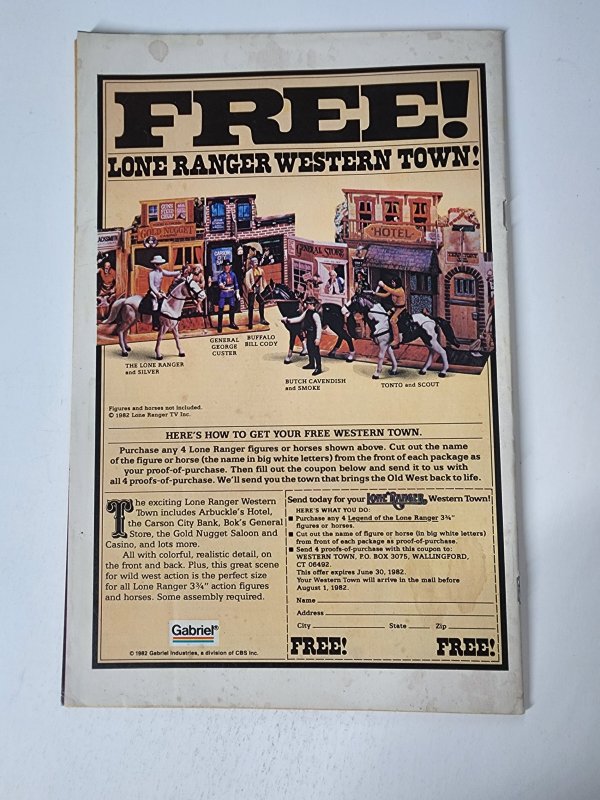 FREE!
LONE RANGER WESTERN TOWN!
GUNS
FEED
GRAIN
GOLD NUGGET
CARSON
CITY
GENERAL STORE
HOTEL
THE LONE RANGER
and SILVER
GENERAL
GEORGE
CUSTER
BUFFALO
BILL CODY
BUTCH CAVENDISH
and SMOKE
TONTO and SCOUT
Figures and horses not included.
© 1982 Lone Ranger TV Inc.
HERE'S HOW TO GET YOUR FREE WESTERN TOWN.
Purchase any 4 Lone Ranger figures or horses shown above. Cut out the name
of the figure or horse (the name in big white letters) from the front of each package as
your proof-of-purchase. Then fill out the coupon below and send it to us with
all 4 proofs-of-purchase. We'll send you the town that brings the Old West back to life.
The exciting Lone Ranger Western
Town includes Arbuckle's Hotel,
the Carson City Bank, Bok's General
Store, the Gold Nugget Saloon and
Casino, and lots more.
All with colorful, realistic detail, on
the front and back. Plus, this great scene
for wild west action is the perfect size
for all Lone Ranger 3¾" action figures
and horses. Some assembly required.
Gabriel®
© 1982 Gabriel Industries, a division of CBS Inc.
Send today for your LONE RANGER Western Town!
HERE'S WHAT YOU DO:
■ Purchase any 4 Legend of the Lone Ranger 3¾"
figures or horses.
■ Cut out the name of figure or horse (in big white letters)
from front of each package as proof-of-purchase.
■ Send 4 proofs-of-purchase with this coupon to:
WESTERN TOWN, P.O. BOX 3075, WALLINGFORD,
CT 06492.
This offer expires June 30, 1982.
Your Western Town will arrive in the mail before
August 1, 1982.
Name
Address
City State Zip
FREE! FREE!